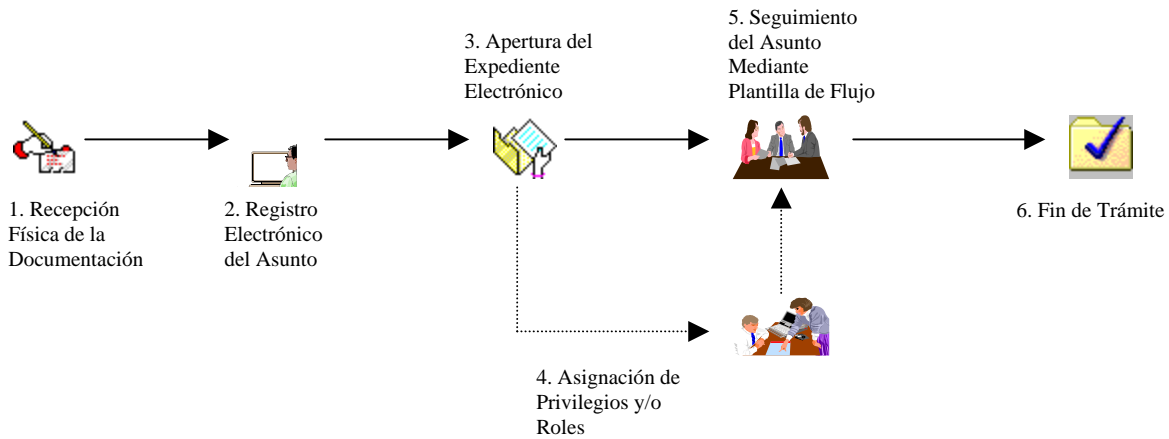 1. Recepción
Física de la
Documentación
2. Registro
Electrónico
del Asunto
3. Apertura del
Expediente
Electrónico
4. Asignación de
Privilegios y/o
Roles
5. Seguimiento
del Asunto
Mediante
Plantilla de Flujo
6. Fin de Trámite